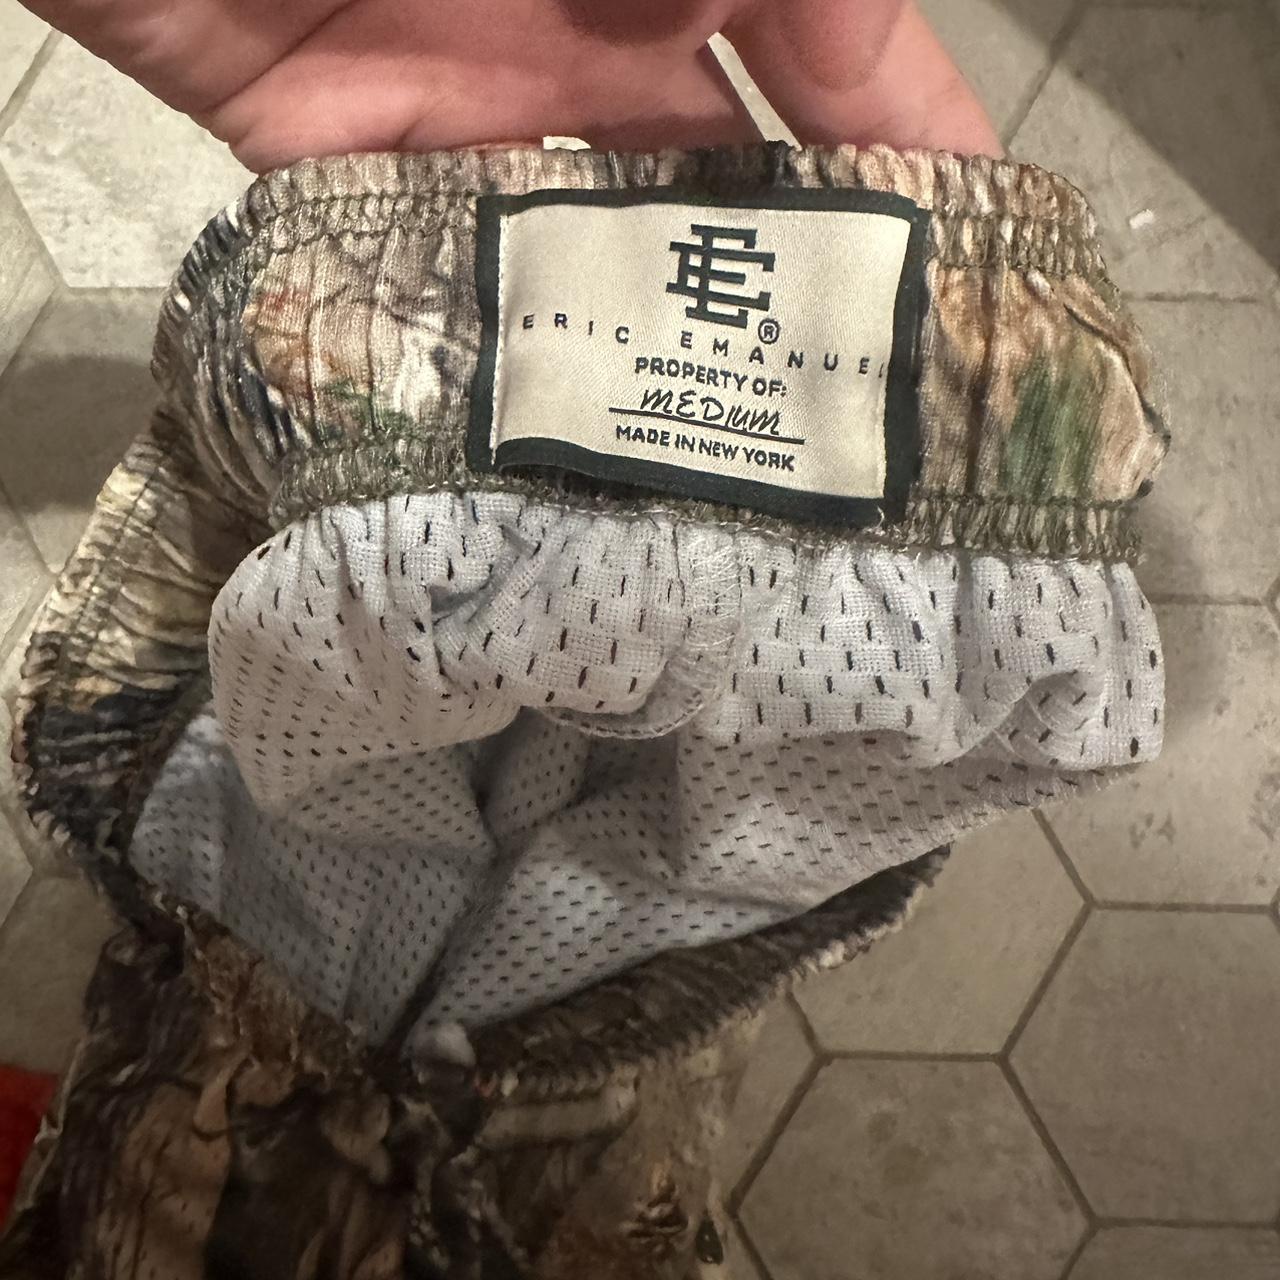 EE®
ERIC EMANUEL
PROPERTY OF:
MEDIUM
MADE IN NEW YORK